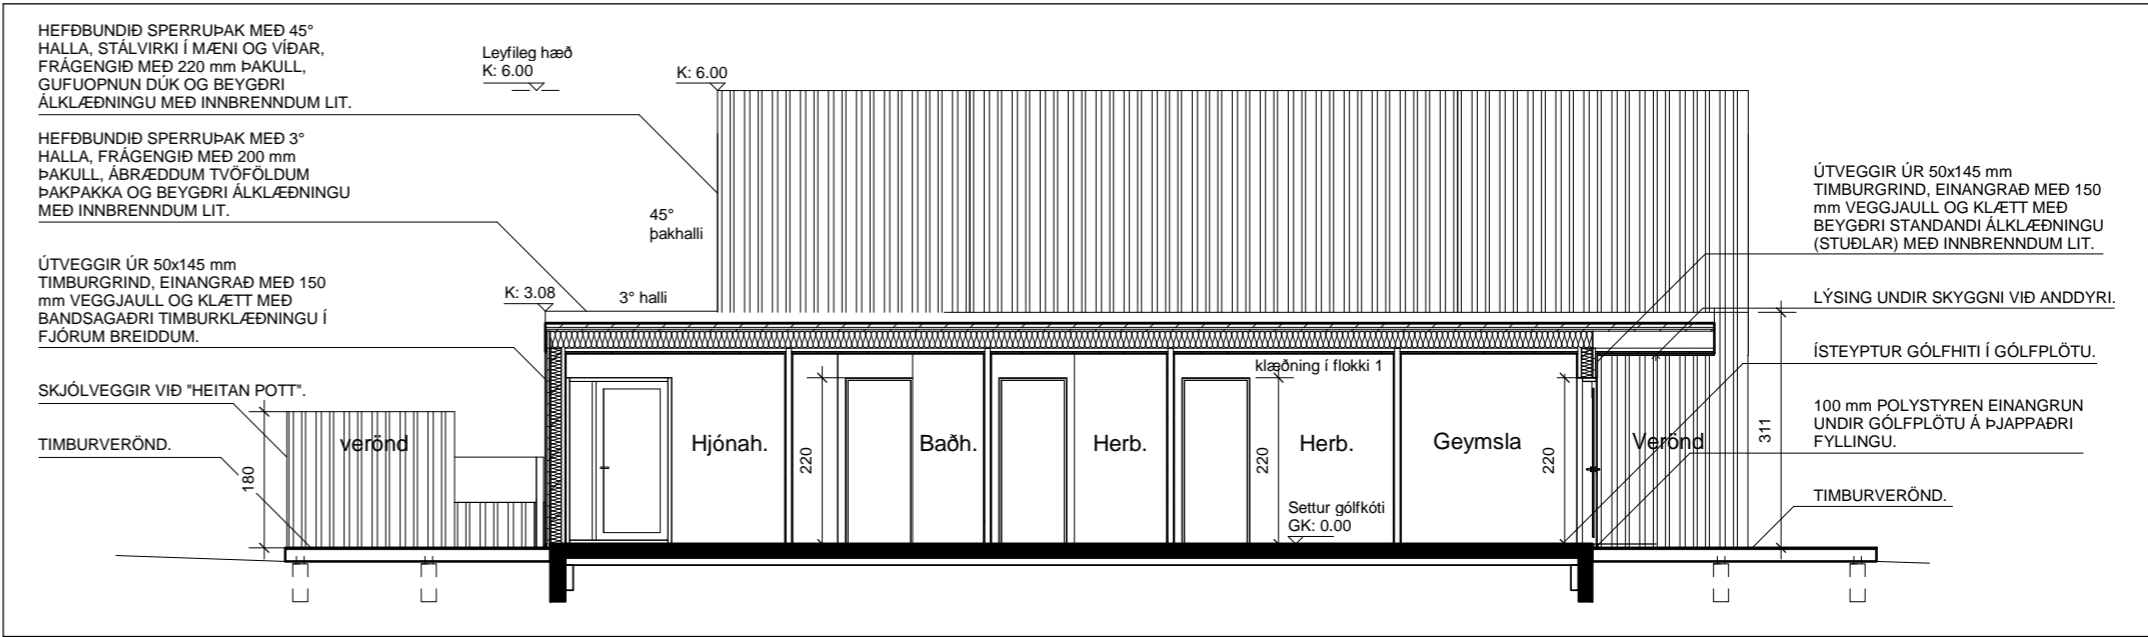 HEFÐBUNDIÐ SPERRUÞAK MEÐ 45°
HALLA, STÁLVIRKI Í MÆNI OG VÍÐAR,
FRÁGENGIÐ MEÐ 220 mm ÞAKULL,
GUFUOPNUN DÚK OG BEYGÐRI
ÁLKLÆÐNINGU MEÐ INNBRENNDUM LIT.
HEFÐBUNDIÐ SPERRUÞAK MEÐ 3°
HALLA, FRÁGENGIÐ MEÐ 200 mm
ÞAKULL, ÁBRÆDDUM TVÖFÖLDUM
ÞAKPAKKA OG BEYGÐRI ÁLKLÆÐNINGU
MEÐ INNBRENNDUM LIT.
ÚTVEGGIR ÚR 50x145 mm
TIMBURGRIND, EINANGRAÐ MEÐ 150
mm VEGGJAULL OG KLÆTT MEÐ
BANDSAGAÐRI TIMBURKLÆÐNINGU Í
FJÓRUM BREIDDUM.
SKJÓLVEGGIR VIÐ "HEITAN POTT".
TIMBURVERÖND.
Leyfileg hæð
K: 6.00
K: 6.00
45°
þakhalli
K: 3.08
3° halli
klæðning í flokki 1
180
verönd
Hjónah.
220
Baðh.
Herb.
220
Herb.
Geymsla
220
Verönd
311
Settur gólfkóti
GK: 0.00
ÚTVEGGIR ÚR 50x145 mm
TIMBURGRIND, EINANGRAÐ MEÐ 150
mm VEGGJAULL OG KLÆTT MEÐ
BEYGÐRI STANDANDI ÁLKLÆÐNINGU
(STUÐLAR) MEÐ INNBRENNDUM LIT.
LÝSING UNDIR SKYGGNI VIÐ ANDDYRI.
ÍSTEYPTUR GÓLFHITI Í GÓLFPLÖTU.
100 mm POLYSTYREN EINANGRUN
UNDIR GÓLFPLÖTU Á ÞJAPPAÐRI
FYLLINGU.
TIMBURVERÖND.